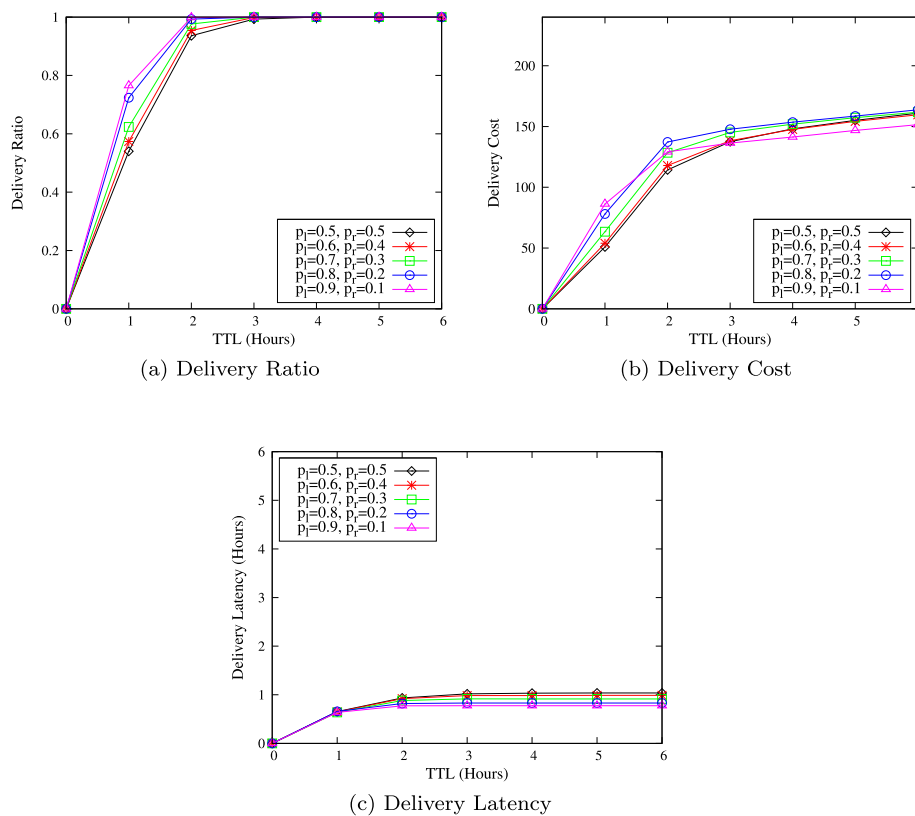 Delivery Ratio
1
0.8
0.6
0.4
0.2
0
p_l=0.5, p_r=0.5
p_l=0.6, p_r=0.4
p_l=0.7, p_r=0.3
p_l=0.8, p_r=0.2
p_l=0.9, p_r=0.1
0 1 2 3 4 5 6
TTL (Hours)
(a) Delivery Ratio
Delivery Cost
200
150
100
50
0
p_l=0.5, p_r=0.5
p_l=0.6, p_r=0.4
p_l=0.7, p_r=0.3
p_l=0.8, p_r=0.2
p_l=0.9, p_r=0.1
0 1 2 3 4 5
TTL (Hours)
(b) Delivery Cost
Delivery Latency (Hours)
6
5
4
3
2
1
0
p_l=0.5, p_r=0.5
p_l=0.6, p_r=0.4
p_l=0.7, p_r=0.3
p_l=0.8, p_r=0.2
p_l=0.9, p_r=0.1
0 1 2 3 4 5 6
TTL (Hours)
(c) Delivery Latency